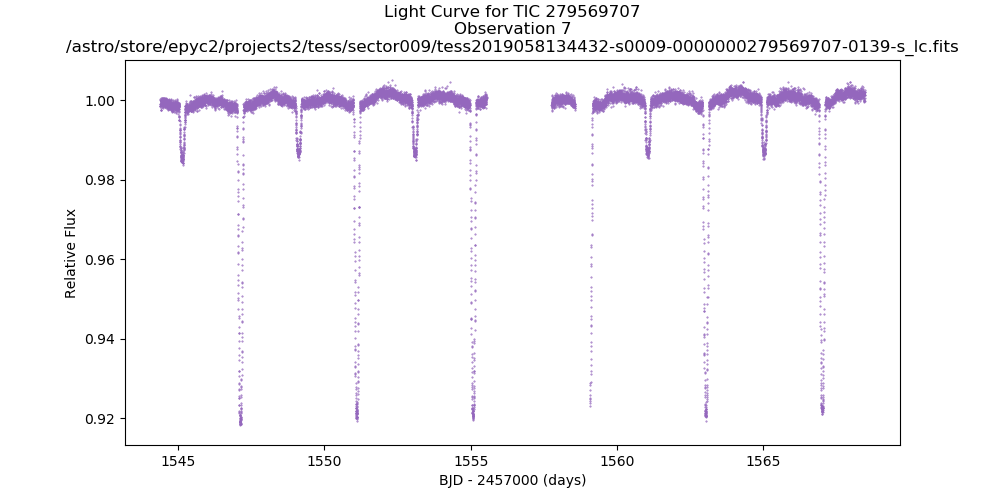 Light Curve for TIC 279569707
Observation 7
/astro/store/epyc2/projects2/tess/sector009/tess2019058134432-s0009-0000000279569707-0139-s_lc.fits
1.00
0.98
0.96
0.94
0.92
Relative Flux
1545
1550
1555
1560
1565
BJD - 2457000 (days)